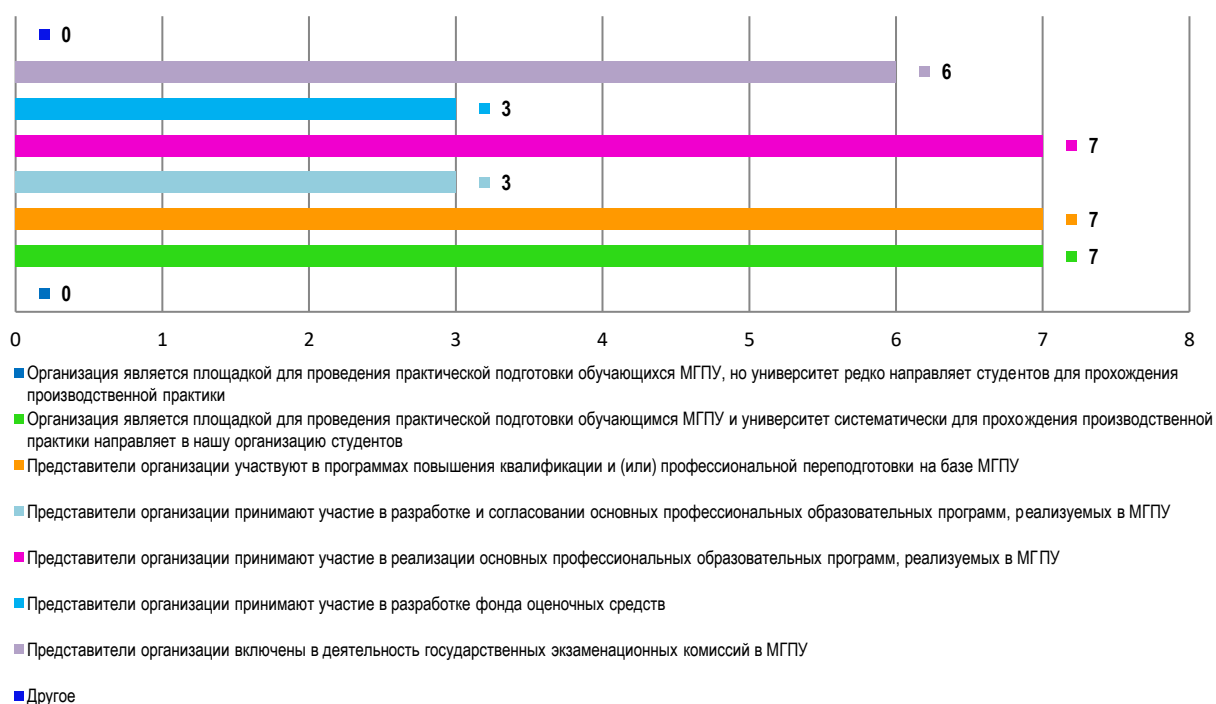 0
6
3
7
3
7
7
0
0 1 2 3 4 5 6 7 8
Организация является площадкой для проведения практической подготовки обучающихся МГПУ, но университет редко направляет студентов для прохождения
производственной практики
Организация является площадкой для проведения практической подготовки обучающимся МГПУ и университет систематически для прохождения производственной
практики направляет в нашу организацию студентов
Представители организации участвуют в программах повышения квалификации и (или) профессиональной переподготовки на базе МГПУ
Представители организации принимают участие в разработке и согласовании основных профессиональных образовательных программ, реализуемых в МГПУ
Представители организации принимают участие в реализации основных профессиональных образовательных программ, реализуемых в МГПУ
Представители организации принимают участие в разработке фонда оценочных средств
Представители организации включены в деятельность государственных экзаменационных комиссий в МГПУ
Другое